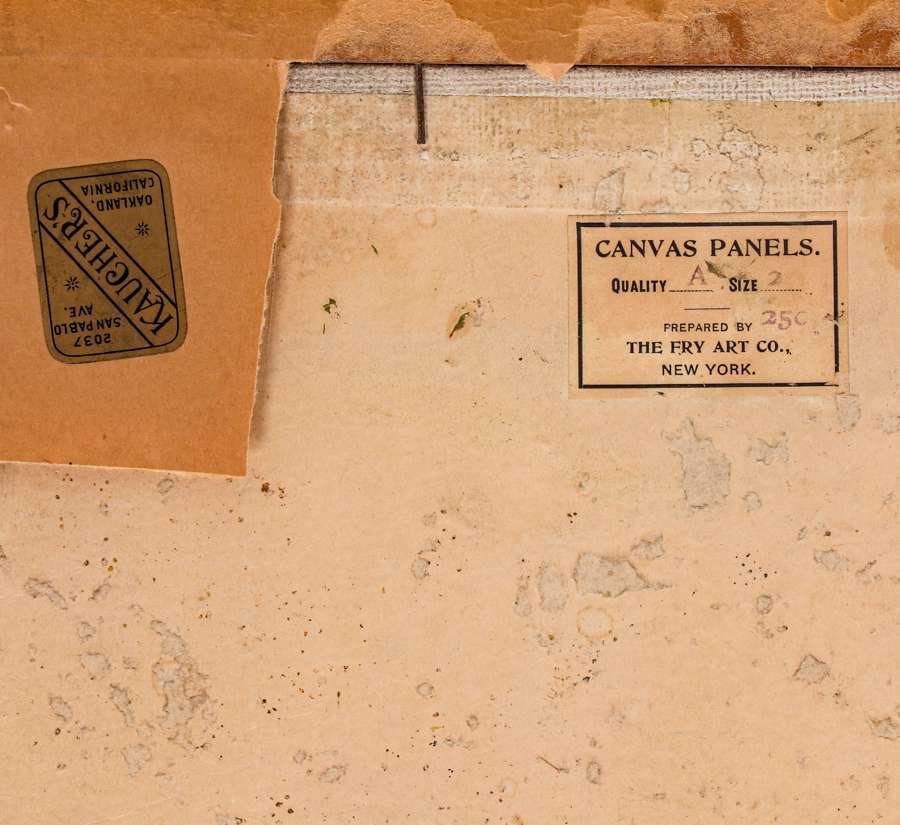 KAUCHER'S
2037
SAN PABLO
AVE.
OAKLAND,
CALIFORNIA
CANVAS PANELS.
QUALITY A SIZE 2
PREPARED BY 25c
THE FRY ART CO.,
NEW YORK.